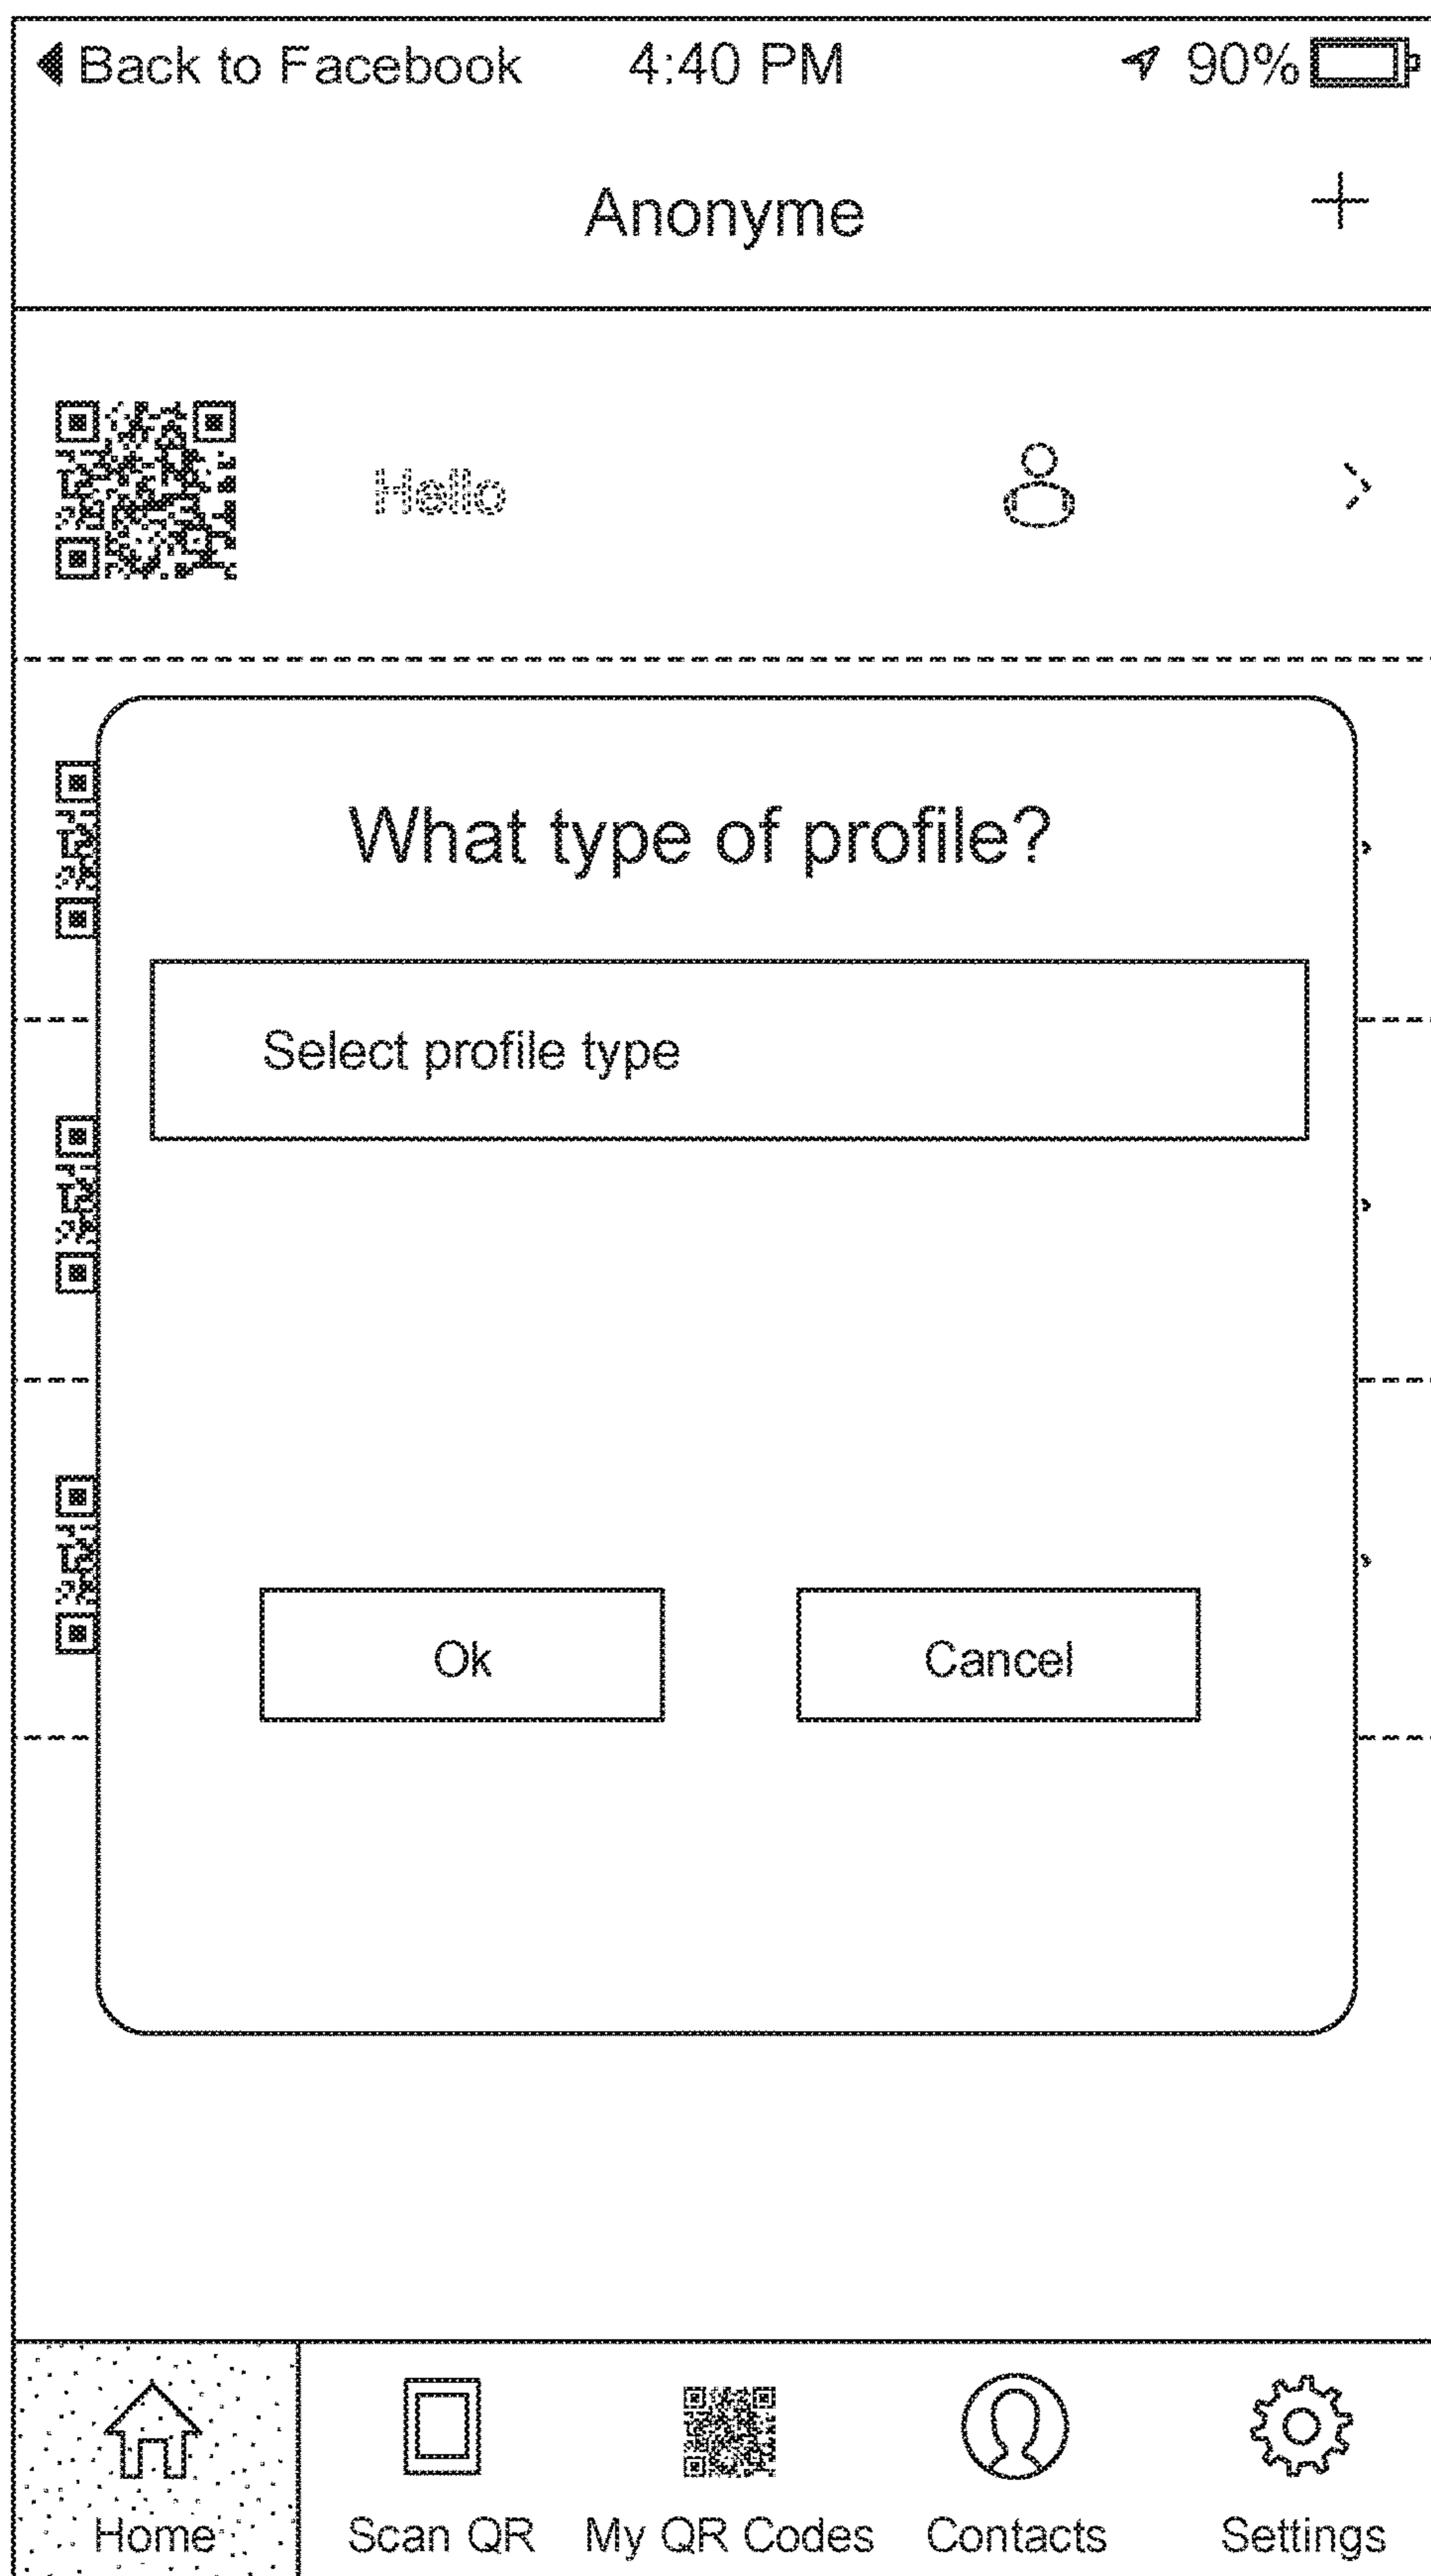 Back to Facebook 4:40 PM 90%
Anonyme
Hello
What type of profile?
Select profile type
Ok Cancel
Home Scan QR My QR Codes Contacts Settings